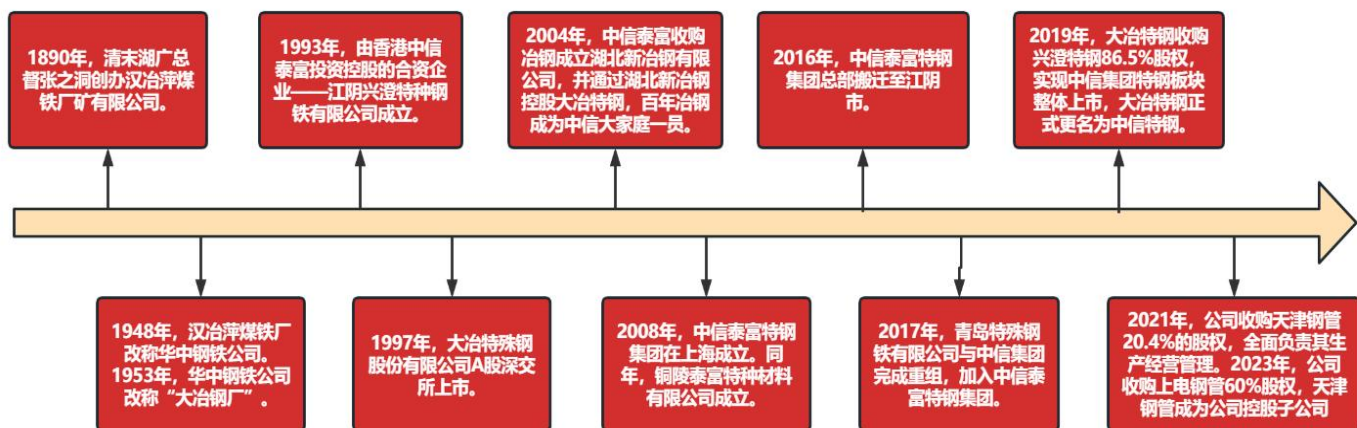 1890年，清末湖广总
督张之洞创办汉冶萍煤
铁厂矿有限公司。
1948年，汉冶萍煤铁厂
改称华中钢铁公司。
1953年，华中钢铁公司
改称“大冶钢厂”。
1993年，由香港中信
泰富投资控股的合资企
业——江阴兴澄特种钢
铁有限公司成立。
1997年，大冶特殊钢
股份有限公司A股深交
所上市。
2004年，中信泰富收购
冶钢成立湖北新冶钢有限
公司，并通过湖北新冶钢
控股大冶特钢，百年冶钢
成为中信大家庭一员。
2008年，中信泰富特钢
集团在上海成立。同
年，铜陵泰富特种材料
有限公司成立。
2016年，中信泰富特钢
集团总部搬迁至江阴
市。
2017年，青岛特殊钢
铁有限公司与中信集团
完成重组，加入中信泰
富特钢集团。
2019年，大冶特钢收购
兴澄特钢86.5%股权，
实现中信集团特钢板块
整体上市，大冶特钢正
式更名为中信特钢。
2021年，公司收购天津钢管
20.4%的股权，全面负责其生
产经营管理。2023年，公司
收购上电钢管60%股权，天津
钢管成为公司控股子公司